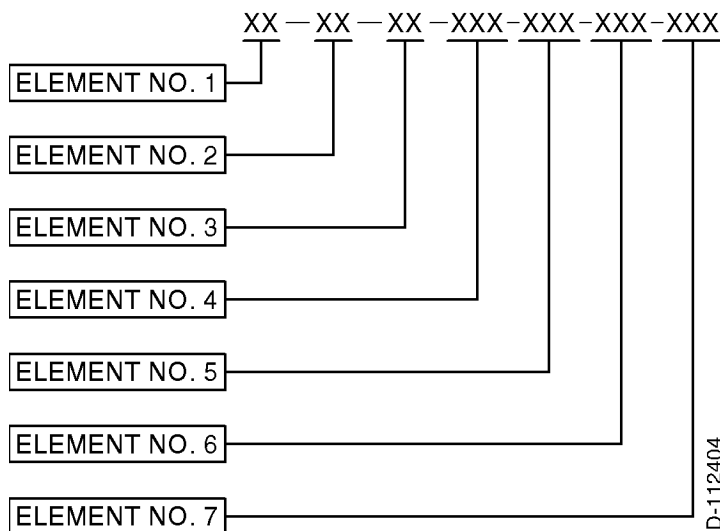 XX — XX — XX - XXX - XXX - XXX - XXX
ELEMENT NO. 1
ELEMENT NO. 2
ELEMENT NO. 3
ELEMENT NO. 4
ELEMENT NO. 5
ELEMENT NO. 6
ELEMENT NO. 7
D-112404